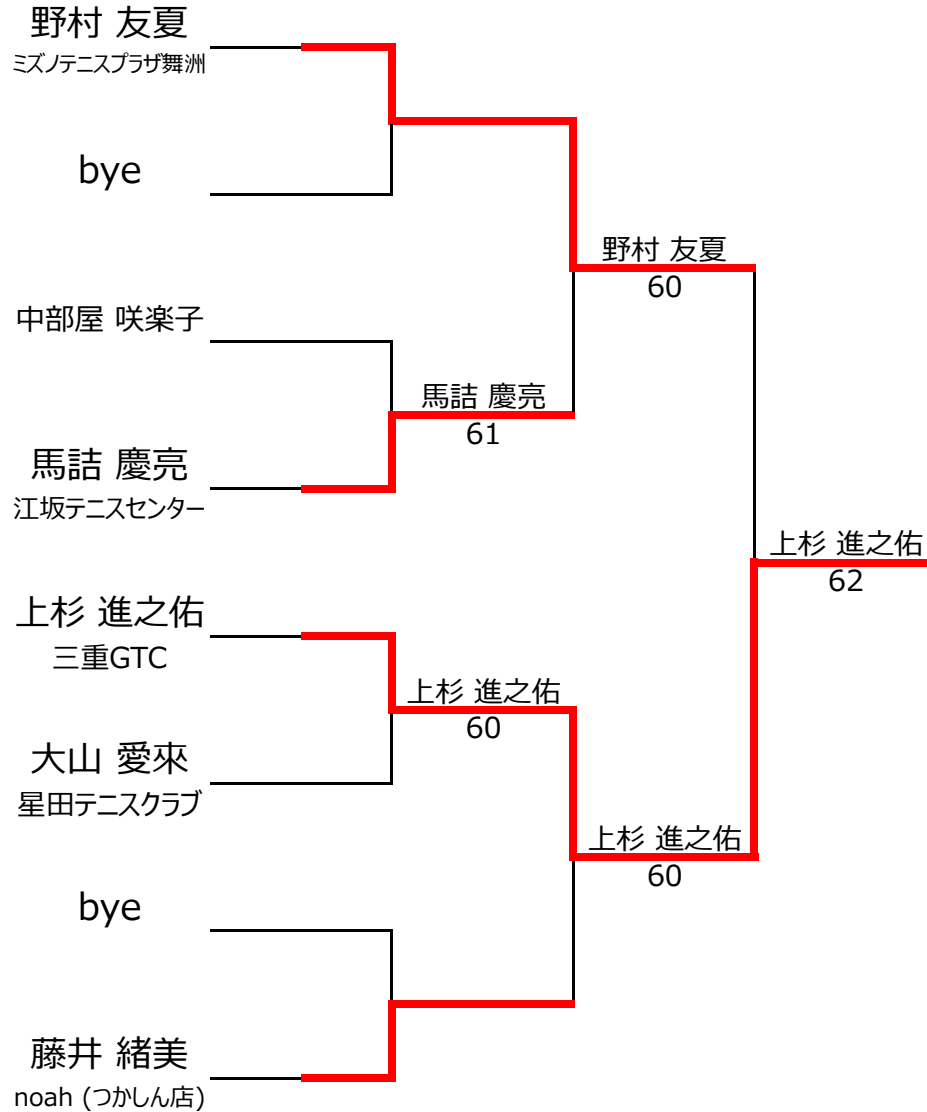 野村 友夏
ミズノテニスプラザ舞洲
bye
野村 友夏
60
中部屋 咲楽子
馬詰 慶亮
61
馬詰 慶亮
江坂テニスセンター
上杉 進之佑
62
上杉 進之佑
三重GTC
上杉 進之佑
60
大山 愛來
星田テニスクラブ
上杉 進之佑
60
bye
藤井 緒美
noah (つかしん店)